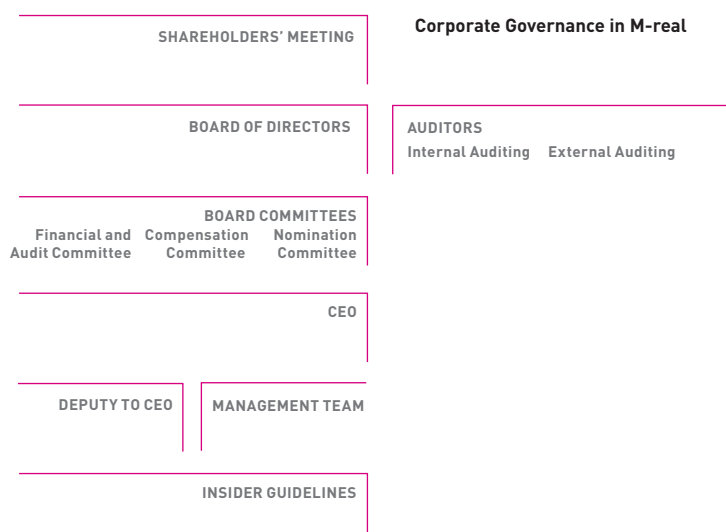 Corporate Governance in M-real
SHAREHOLDERS' MEETING
BOARD OF DIRECTORS
AUDITORS
Internal Auditing External Auditing
BOARD COMMITTEES
Financial and Compensation Nomination
Audit Committee Committee Committee
CEO
DEPUTY TO CEO
MANAGEMENT TEAM
INSIDER GUIDELINES